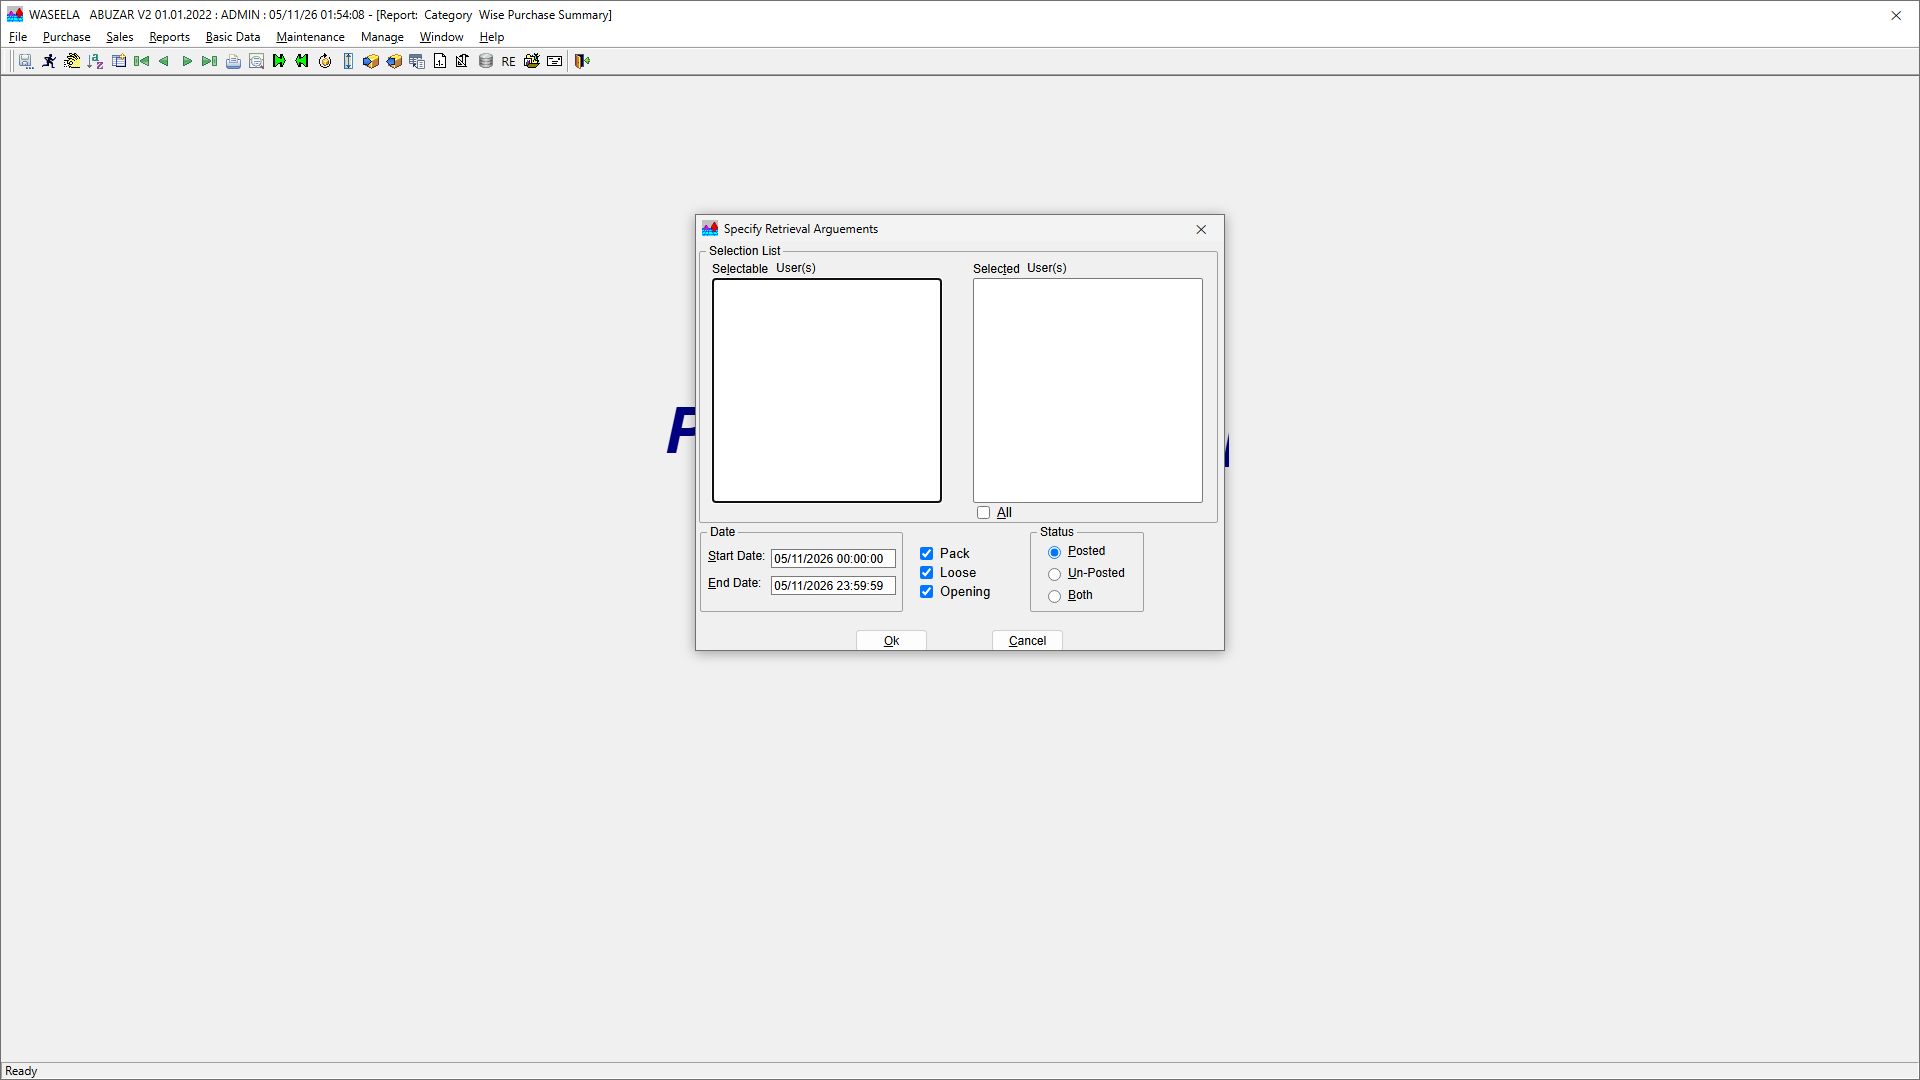 WASEELA ABUZAR V2 01.01.2022 : ADMIN : 05/11/26 01:54:08 - [Report: Category Wise Purchase Summary]
File Purchase Sales Reports Basic Data Maintenance Manage Window Help
RE
Specify Retrieval Arguements
Selection List
Selectable User(s) Selected User(s)
All
Date Status
Start Date: 05/11/2026 00:00:00 Pack Posted
End Date: 05/11/2026 23:59:59 Loose Un-Posted
Opening Both
Ok Cancel
Ready